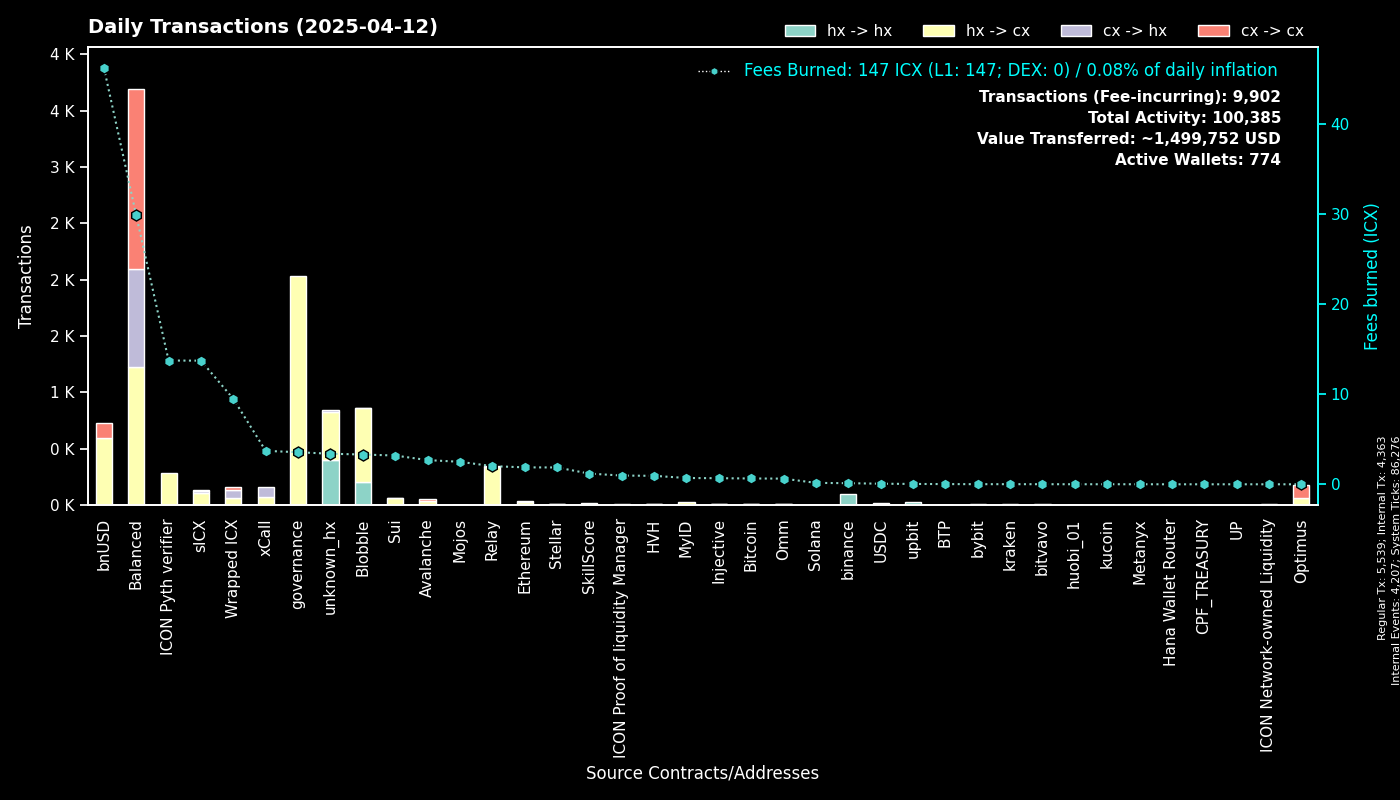 Daily Transactions (2025-04-12)
hx -> hx
hx -> cx
cx -> hx
cx -> cx
Fees Burned: 147 ICX (L1: 147; DEX: 0) / 0.08% of daily inflation
Transactions (Fee-incurring): 9,902
Total Activity: 100,385
Value Transferred: ~1,499,752 USD
Active Wallets: 774
Transactions
4 K
4 K
3 K
2 K
2 K
2 K
1 K
0 K
0 K
40
30
20
10
0
Fees burned (ICX)
bnUSD
Balanced
ICON Pyth verifier
sICX
Wrapped ICX
xCall
governance
unknown_hx
Blobble
Sui
Avalanche
Mojos
Relay
Ethereum
Stellar
SkillScore
ICON Proof of liquidity Manager
HVH
MyID
Injective
Bitcoin
Omm
Solana
binance
USDC
upbit
BTP
bybit
kraken
bitvavo
huobi_01
kucoin
Metanyx
Hana Wallet Router
CPF_TREASURY
UP
ICON Network-owned Liquidity
Optimus
Source Contracts/Addresses
Regular Tx: 5,539; Internal Tx: 4,363
Internal Events: 4,207; System Ticks: 86,276